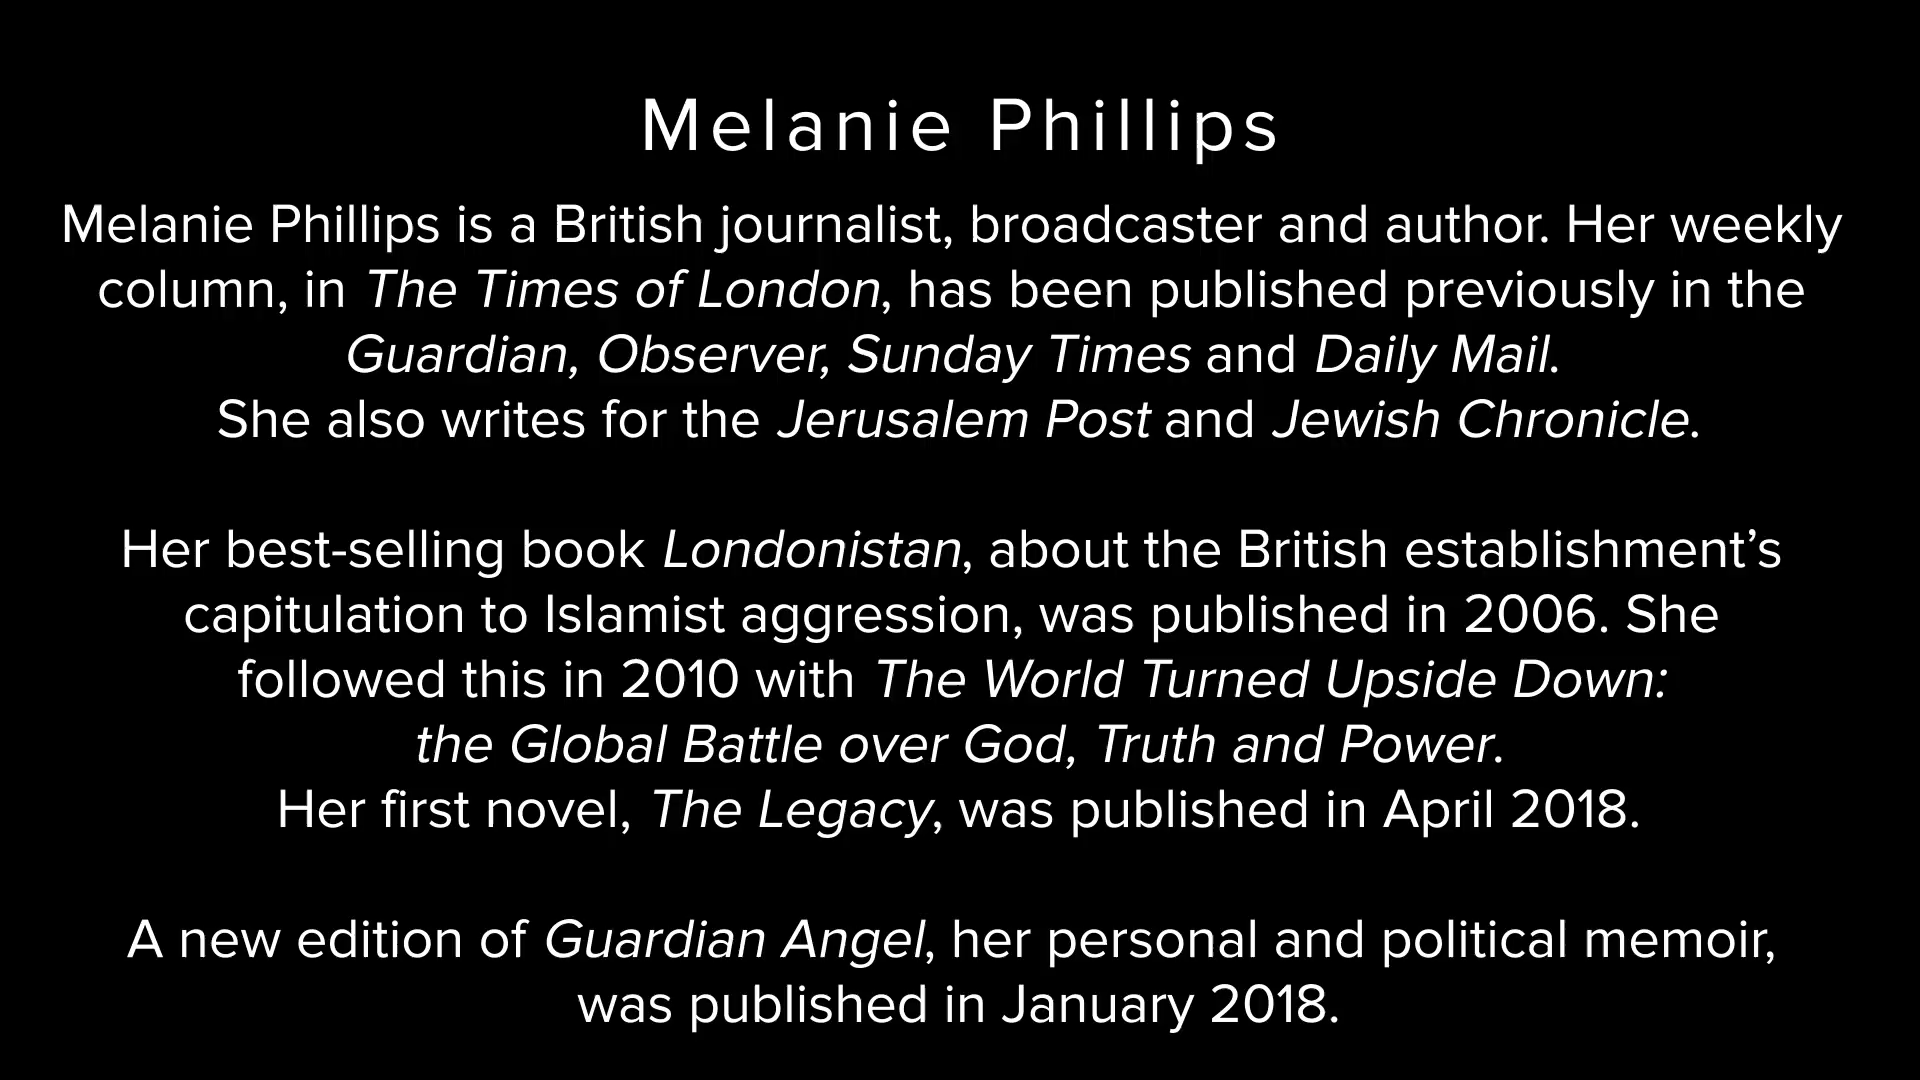 Melanie Phillips
Melanie Phillips is a British journalist, broadcaster and author. Her weekly
column, in The Times of London, has been published previously in the
Guardian, Observer, Sunday Times and Daily Mail.
She also writes for the Jerusalem Post and Jewish Chronicle.
Her best-selling book Londonistan, about the British establishment’s
capitulation to Islamist aggression, was published in 2006. She
followed this in 2010 with The World Turned Upside Down:
the Global Battle over God, Truth and Power.
Her first novel, The Legacy, was published in April 2018.
A new edition of Guardian Angel, her personal and political memoir,
was published in January 2018.